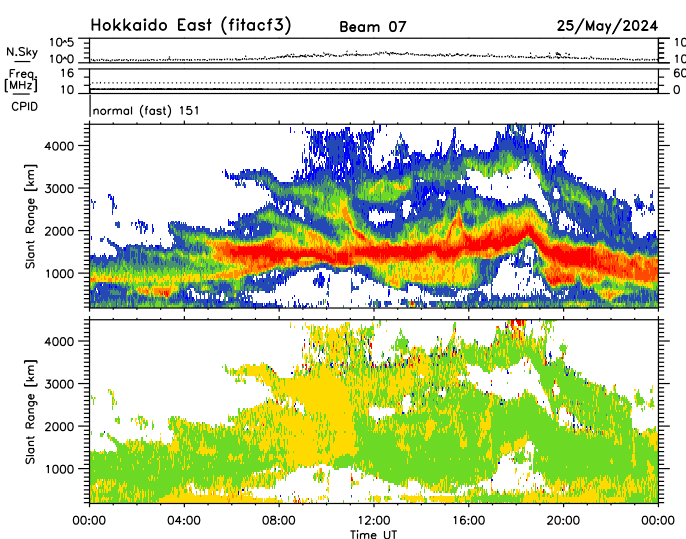 Hokkaido East (fitacf3) Beam 07 25/May/2024
N.Sky 10^5 10^0 10 10
Freq. [MHz] 16 10 60 0
CPID normal (fast) 151
Slant Range [km] 4000 3000 2000 1000
Slant Range [km] 4000 3000 2000 1000
00:00 04:00 08:00 12:00 16:00 20:00 00:00
Time UT